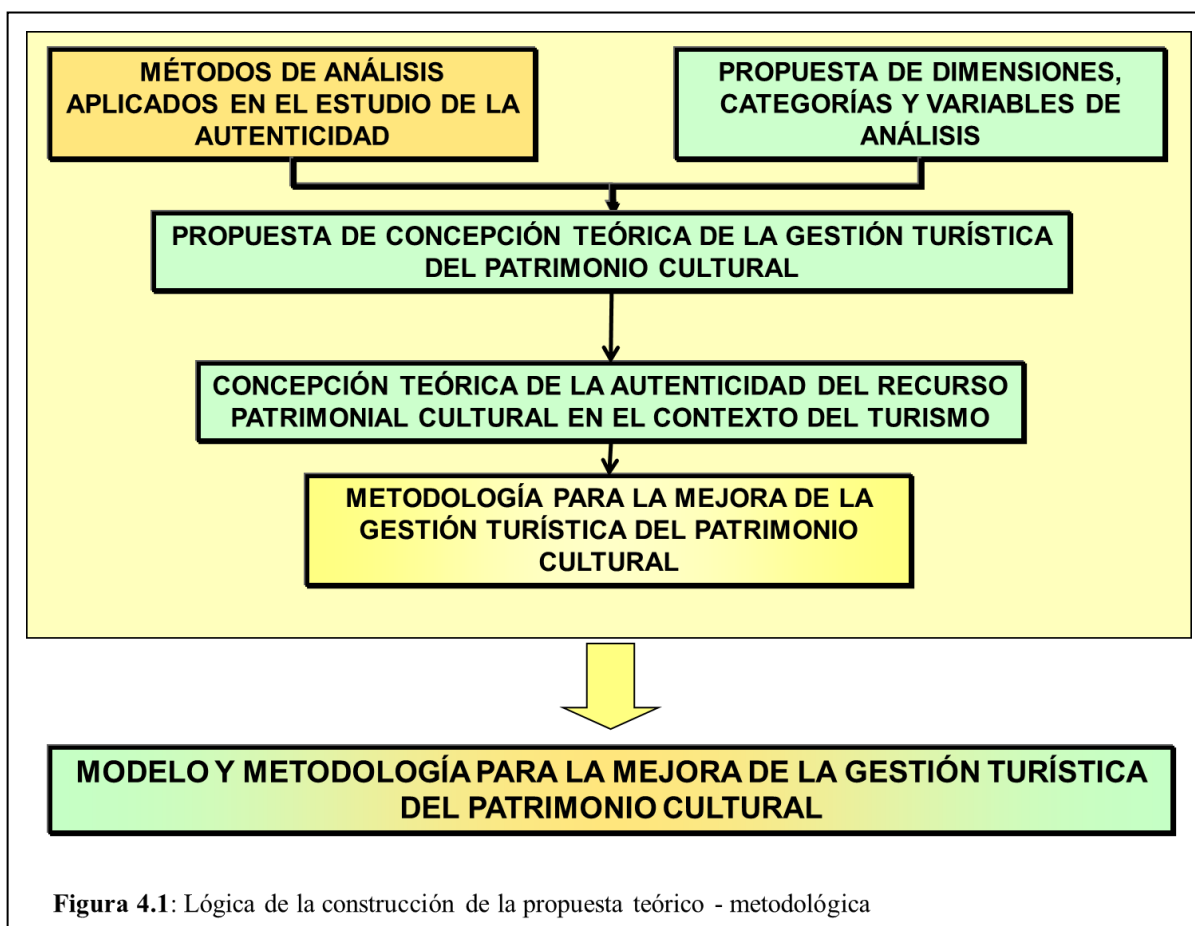 MÉTODOS DE ANÁLISIS
APLICADOS EN EL ESTUDIO DE LA
AUTENTICIDAD
PROPUESTA DE DIMENSIONES,
CATEGORÍAS Y VARIABLES DE
ANÁLISIS
PROPUESTA DE CONCEPCIÓN TEÓRICA DE LA GESTIÓN TURÍSTICA
DEL PATRIMONIO CULTURAL
CONCEPCIÓN TEÓRICA DE LA AUTENTICIDAD DEL RECURSO
PATRIMONIAL CULTURAL EN EL CONTEXTO DEL TURISMO
METODOLOGÍA PARA LA MEJORA DE LA
GESTIÓN TURÍSTICA DEL PATRIMONIO
CULTURAL
MODELO Y METODOLOGÍA PARA LA MEJORA DE LA GESTIÓN TURÍSTICA
DEL PATRIMONIO CULTURAL
Figura 4.1: Lógica de la construcción de la propuesta teórico - metodológica